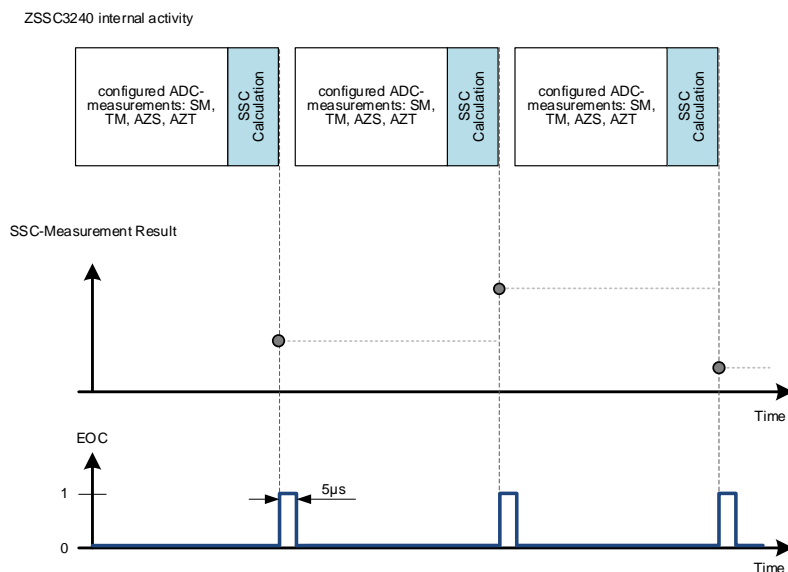 ZSSC3240 internal activity
configured ADC-
measurements: SM,
TM, AZS, AZT
SSC
Calculation
configured ADC-
measurements: SM,
TM, AZS, AZT
SSC
Calculation
configured ADC-
measurements: SM,
TM, AZS, AZT
SSC
Calculation
SSC-Measurement Result
Time
EOC
1
5µs
0
Time